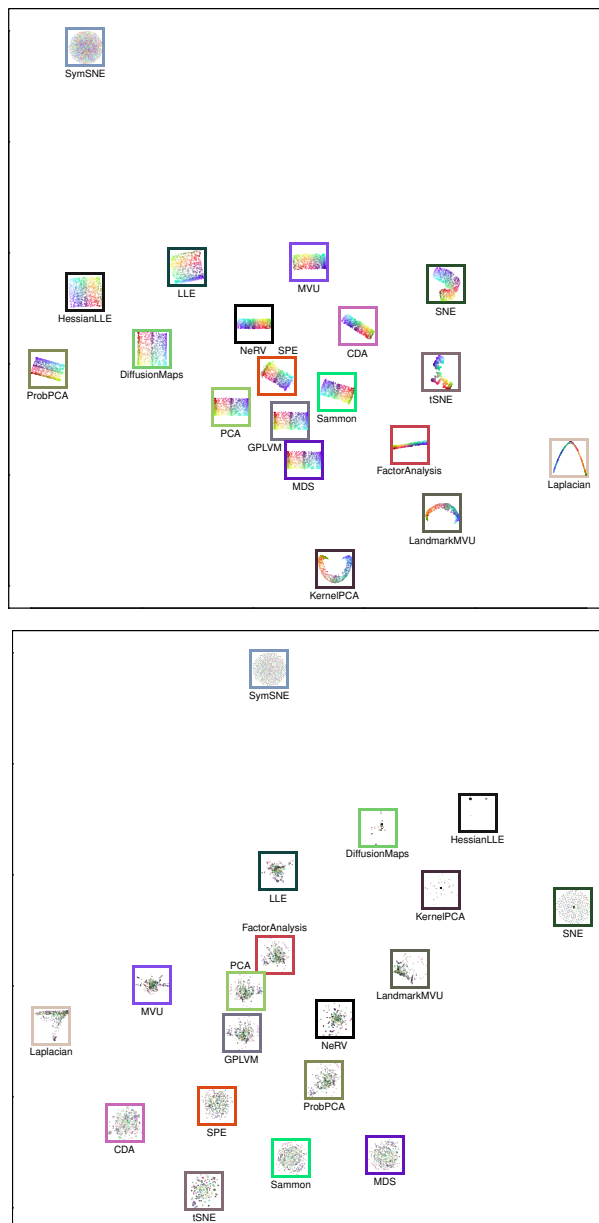 SymSNE
MVU
LLE
SNE
HessianLLE
NeRV
SPE
CDA
DiffusionMaps
ProbPCA
tSNE
Sammon
PCA
GPLVM
FactorAnalysis
MDS
Laplacian
LandmarkMVU
KernelPCA
SymSNE
HessianLLE
DiffusionMaps
LLE
KernelPCA
SNE
FactorAnalysis
PCA
LandmarkMVU
MVU
NeRV
Laplacian
GPLVM
ProbPCA
SPE
CDA
Sammon
MDS
tSNE